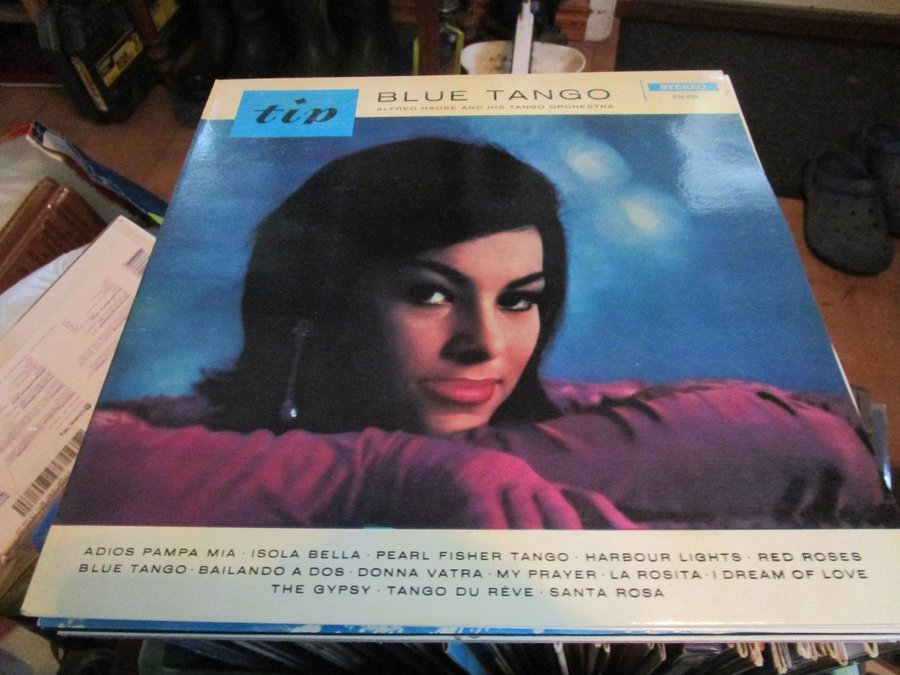 tip
BLUE TANGO
ALFRED HAUSE AND HIS TANGO ORCHESTRA
STEREO
ADIOS PAMPA MIA · ISOLA BELLA · PEARL FISHER TANGO · HARBOUR LIGHTS · RED ROSES
BLUE TANGO · BAILANDO A DOS · DONNA VATRA · MY PRAYER · LA ROSITA · I DREAM OF LOVE
THE GYPSY · TANGO DU RÈVE · SANTA ROSA